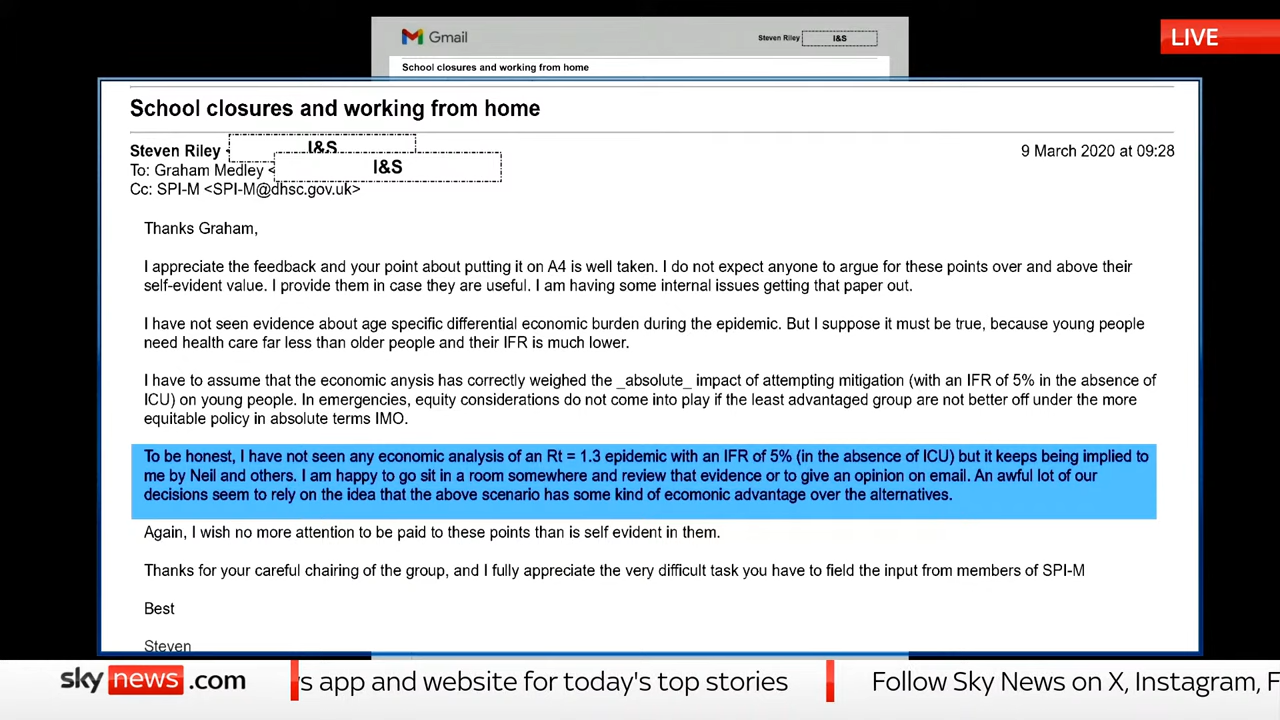 Gmail
Steven Riley I&S
LIVE
School closures and working from home
School closures and working from home
Steven Riley < I&S
9 March 2020 at 09:28
To: Graham Medley < I&S
Cc: SPI-M <SPI-M@dhsc.gov.uk>
Thanks Graham,
I appreciate the feedback and your point about putting it on A4 is well taken. I do not expect anyone to argue for these points over and above their
self-evident value. I provide them in case they are useful. I am having some internal issues getting that paper out.
I have not seen evidence about age specific differential economic burden during the epidemic. But I suppose it must be true, because young people
need health care far less than older people and their IFR is much lower.
I have to assume that the economic anysis has correctly weighed the _absolute_ impact of attempting mitigation (with an IFR of 5% in the absence of
ICU) on young people. In emergencies, equity considerations do not come into play if the least advantaged group are not better off under the more
equitable policy in absolute terms IMO.
To be honest, I have not seen any economic analysis of an Rt = 1.3 epidemic with an IFR of 5% (in the absence of ICU) but it keeps being implied to
me by Neil and others. I am happy to go sit in a room somewhere and review that evidence or to give an opinion on email. An awful lot of our
decisions seem to rely on the idea that the above scenario has some kind of ecomonic advantage over the alternatives.
Again, I wish no more attention to be paid to these points than is self evident in them.
Thanks for your careful chairing of the group, and I fully appreciate the very difficult task you have to field the input from members of SPI-M
Best
Steven
sky news .com
s app and website for today's top stories
Follow Sky News on X, Instagram, F